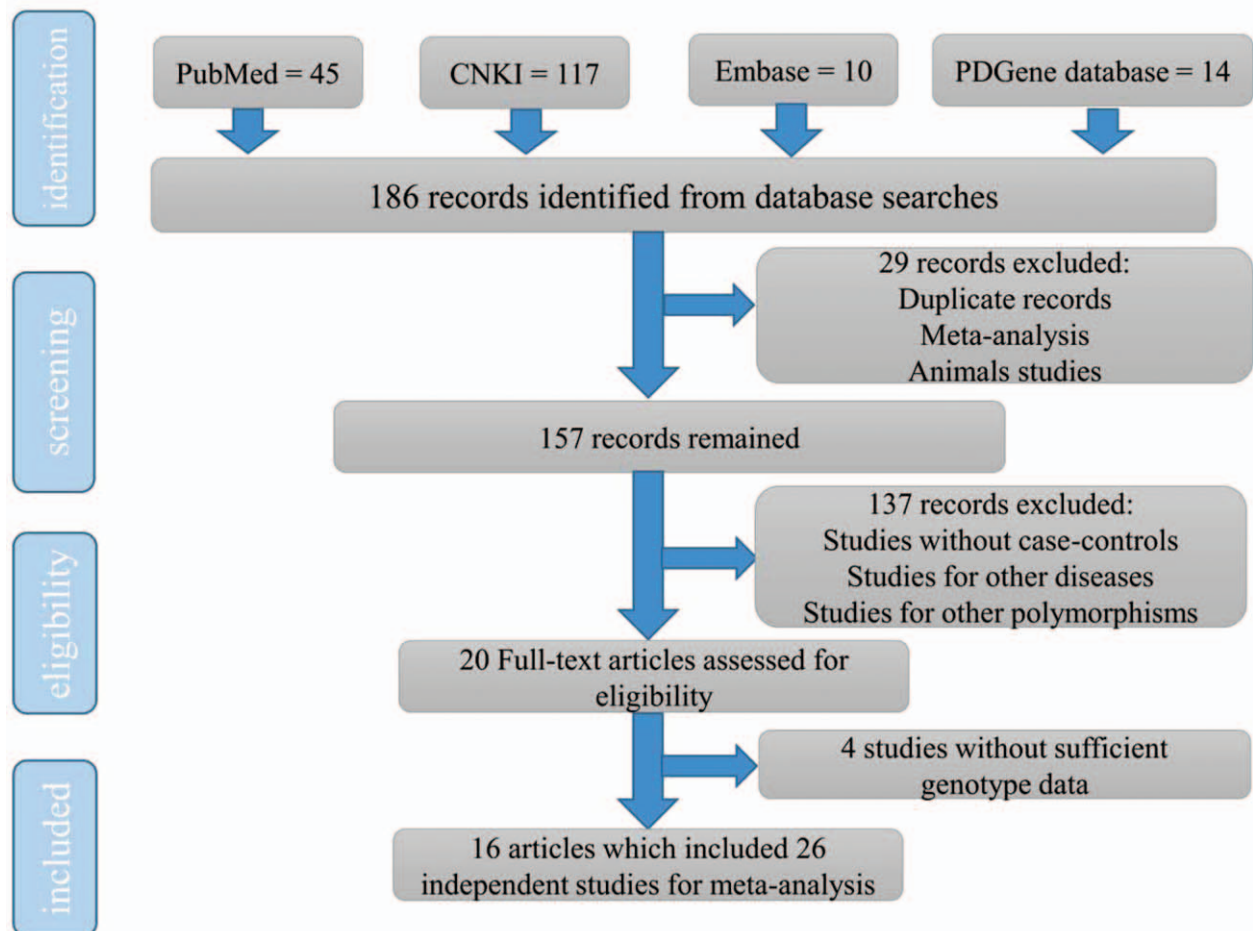 identification
PubMed = 45
CNKI = 117
Embase = 10
PDGene database = 14
186 records identified from database searches
screening
29 records excluded:
Duplicate records
Meta-analysis
Animals studies
157 records remained
eligibility
137 records excluded:
Studies without case-controls
Studies for other diseases
Studies for other polymorphisms
20 Full-text articles assessed for
eligibility
4 studies without sufficient
genotype data
included
16 articles which included 26
independent studies for meta-analysis